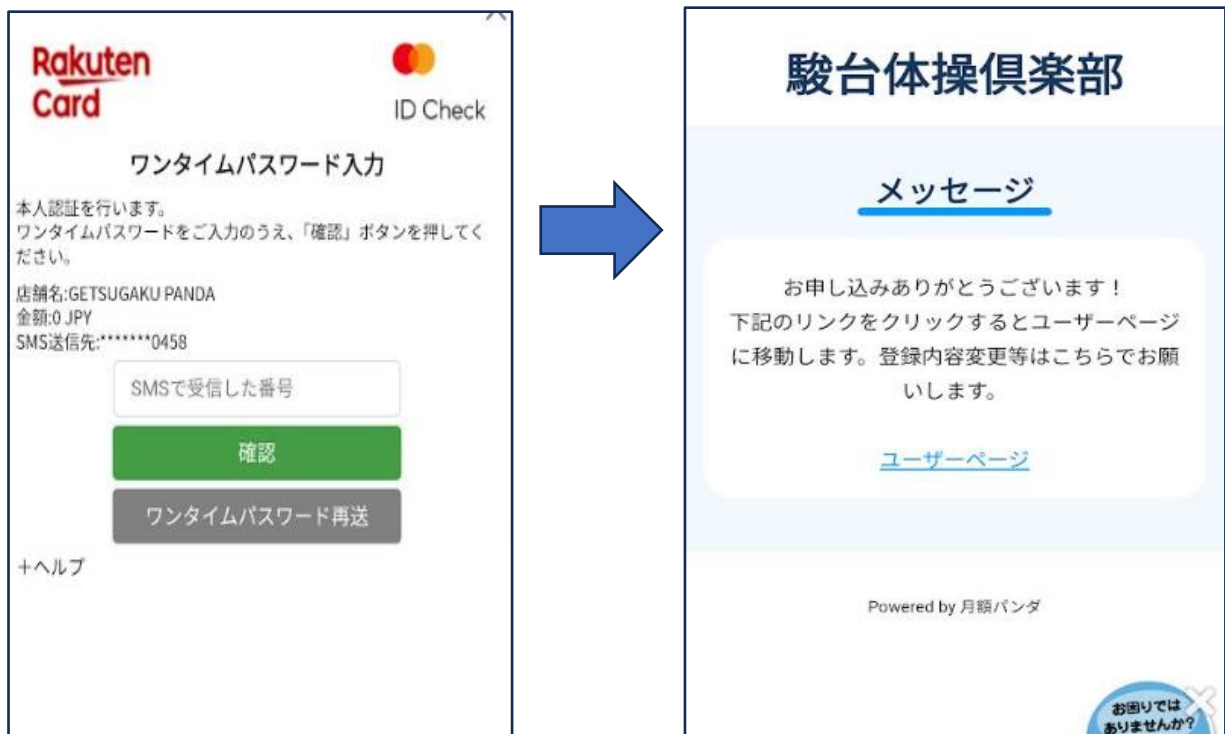 Rakuten
Card
ID Check
ワンタイムパスワード入力
本人認証を行います。
ワンタイムパスワードをご入力のうえ、「確認」ボタンを押してく
ださい。
店舗名:GETSUGAKU PANDA
金額:0 JPY
SMS送信先:*******0458
SMSで受信した番号
確認
ワンタイムパスワード再送
+ヘルプ
駿台体操倶楽部
メッセージ
お申し込みありがとうございます!
下記のリンクをクリックするとユーザーページ
に移動します。登録内容変更等はこちらでお願
いします。
ユーザーページ
Powered by 月額パンダ
お困りでは
ありませんか?